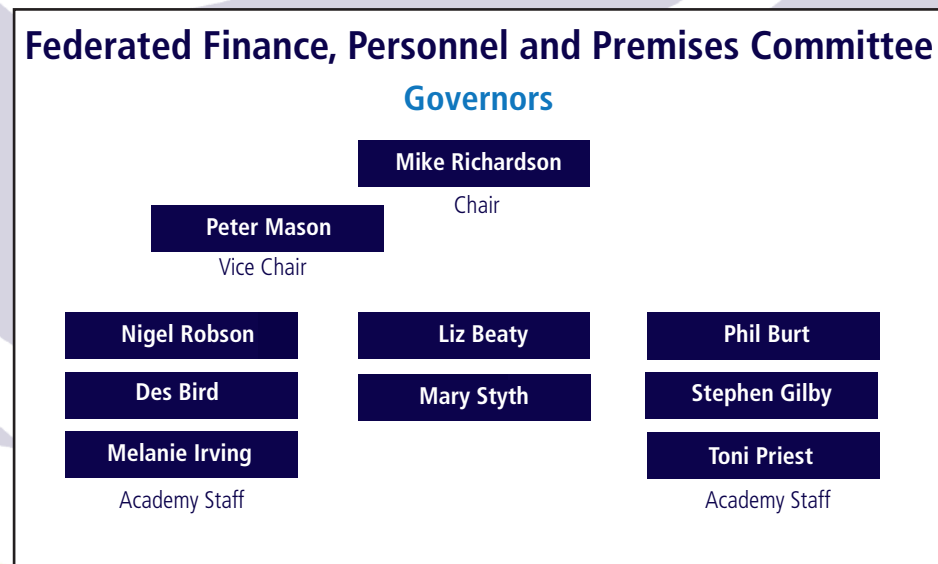 Federated Finance, Personnel and Premises Committee
Governors
Mike Richardson
Chair
Peter Mason
Vice Chair
Nigel Robson
Liz Beaty
Phil Burt
Des Bird
Mary Styth
Stephen Gilby
Melanie Irving
Toni Priest
Academy Staff
Academy Staff